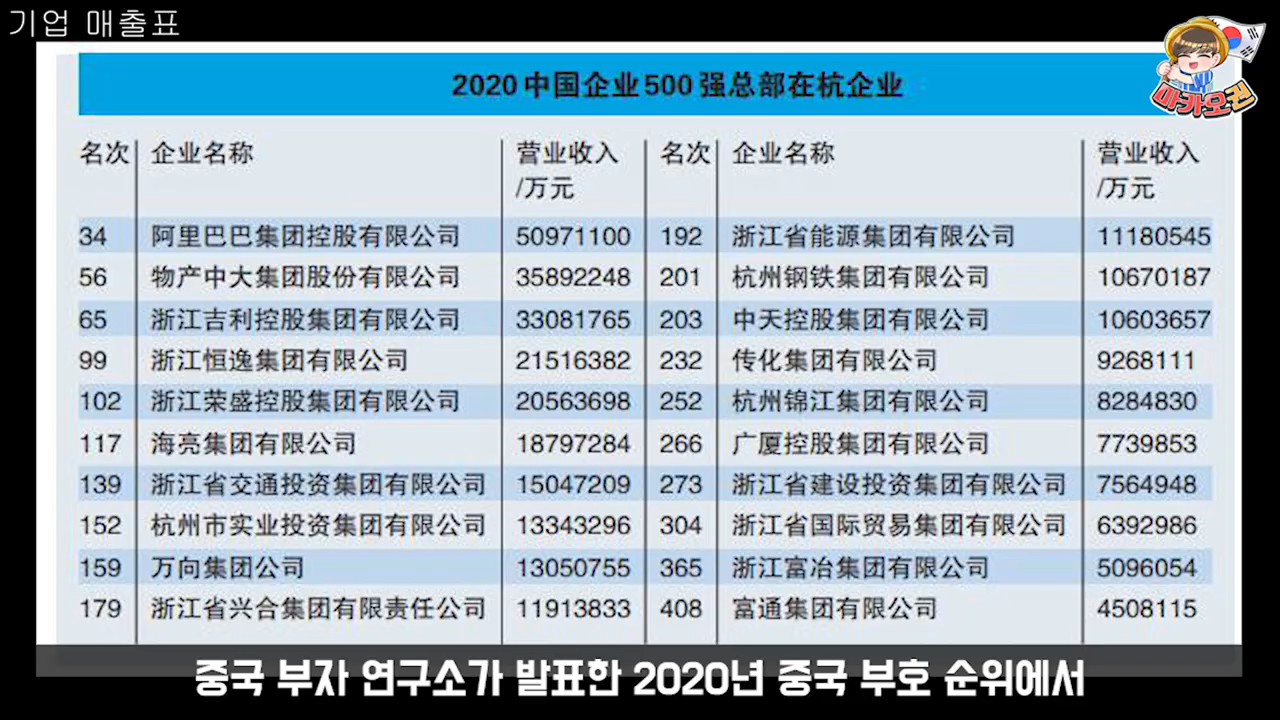 기업 매출표
마카오권
2020中国企业500强总部在杭企业
名次 企业名称 营业收入/万元 名次 企业名称 营业收入/万元
34 阿里巴巴集团控股有限公司 50971100 192 浙江省能源集团有限公司 11180545
56 物产中大集团股份有限公司 35892248 201 杭州钢铁集团有限公司 10670187
65 浙江吉利控股集团有限公司 33081765 203 中天控股集团有限公司 10603657
99 浙江恒逸集团有限公司 21516382 232 传化集团有限公司 9268111
102 浙江荣盛控股集团有限公司 20563698 252 杭州锦江集团有限公司 8284830
117 海亮集团有限公司 18797284 266 广厦控股集团有限公司 7739853
139 浙江省交通投资集团有限公司 15047209 273 浙江省建设投资集团有限公司 7564948
152 杭州市实业投资集团有限公司 13343296 304 浙江省国际贸易集团有限公司 6392986
159 万向集团公司 13050755 365 浙江富冶集团有限公司 5096054
179 浙江省兴合集团有限责任公司 11913833 408 富通集团有限公司 4508115
중국 부자 연구소가 발표한 2020년 중국 부호 순위에서